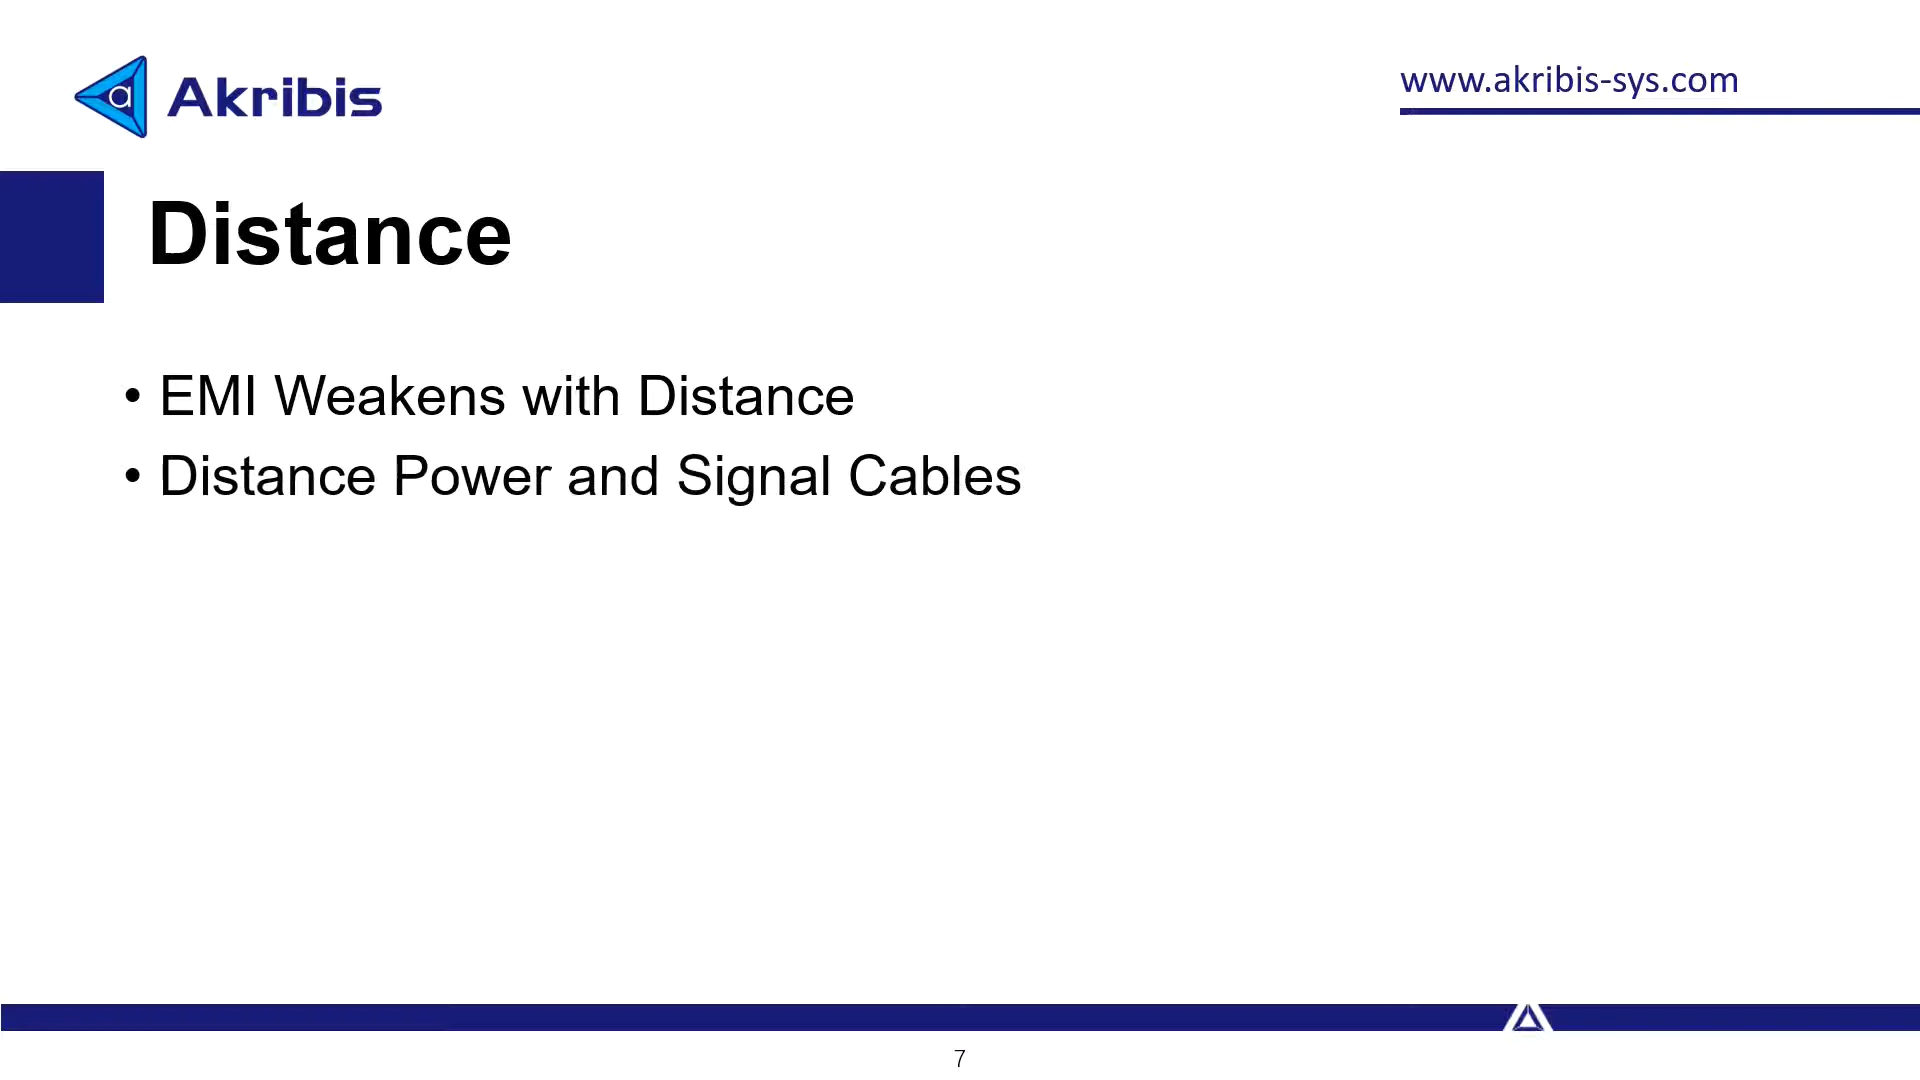 Akribis
www.akribis-sys.com
Distance
• EMI Weakens with Distance
• Distance Power and Signal Cables
7